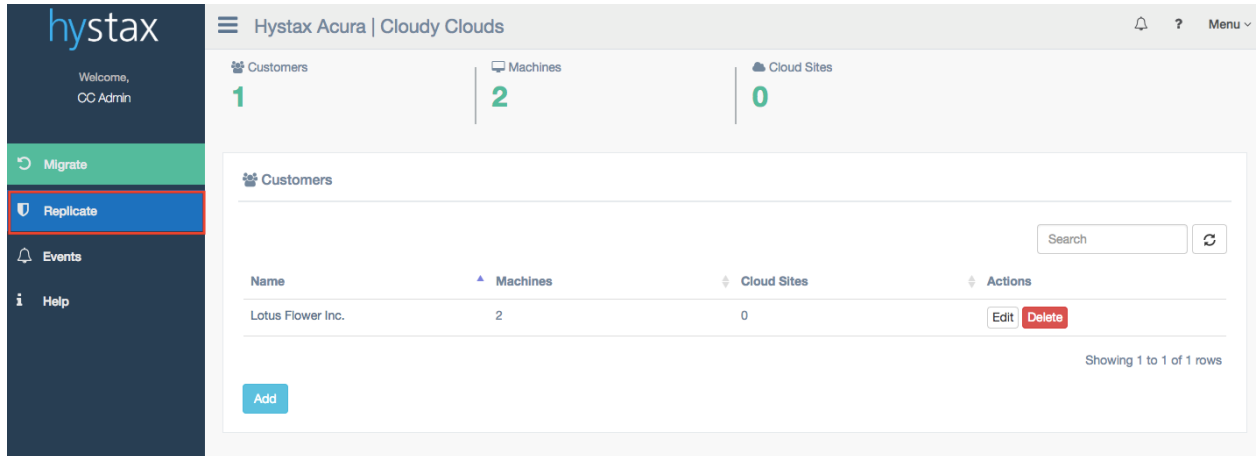 hystax
Hystax Acura | Cloudy Clouds
? Menu
Welcome,
CC Admin
Customers Machines Cloud Sites
1 2 0
Migrate
Replicate
Events
Help
Customers
Search
Name Machines Cloud Sites Actions
Lotus Flower Inc. 2 0 Edit Delete
Showing 1 to 1 of 1 rows
Add